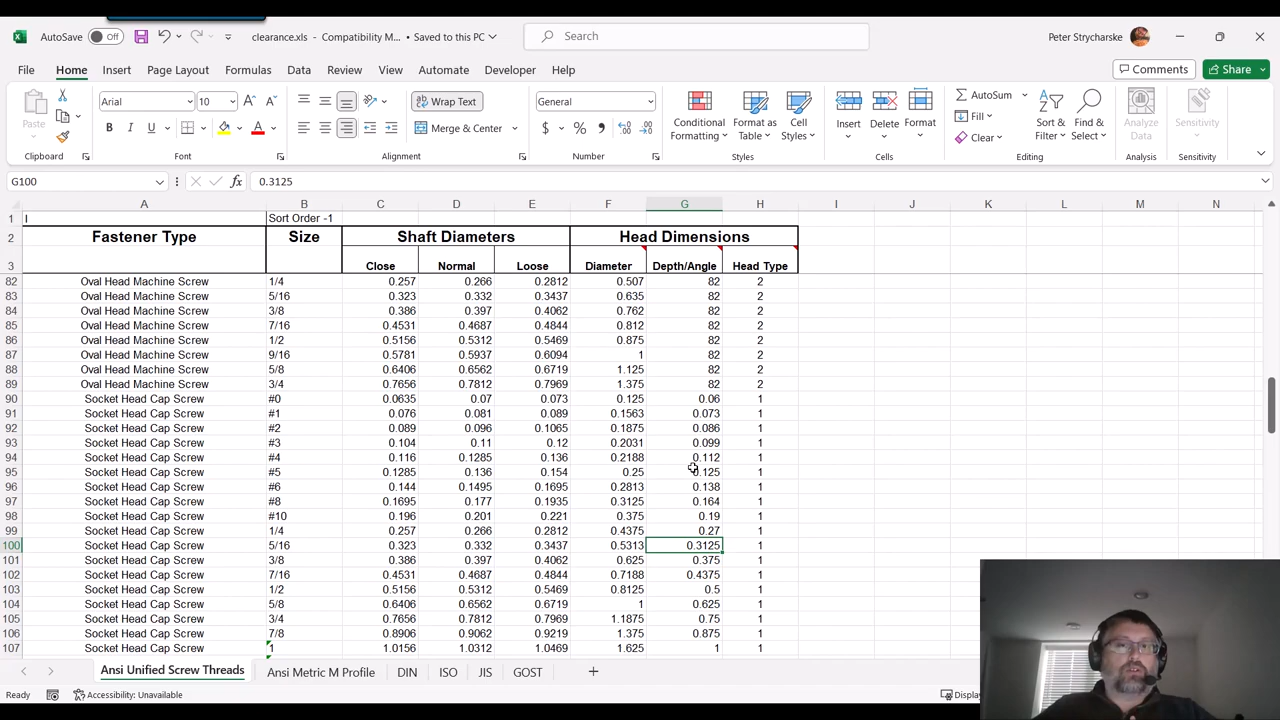 AutoSave Off clearance.xls - Compatibility M... • Saved to this PC Search Peter Strycharske
File Home Insert Page Layout Formulas Data Review View Automate Developer Help Comments Share
Paste Arial 10 Wrap Text General Conditional Formatting Format as Table Cell Styles Insert Delete Format AutoSum Sort & Filter Find & Select Analyze Data Sensitivity
B I U A Merge & Center $ % Fill
Clear
Clipboard Font Alignment Number Styles Cells Editing Analysis Sensitivity
G100 fx 0.3125
A B C D E F G H I J K L M N
1 I Sort Order -1
2 Fastener Type Size Shaft Diameters Head Dimensions
3 Close Normal Loose Diameter Depth/Angle Head Type
82 Oval Head Machine Screw 1/4 0.257 0.266 0.2812 0.507 82 2
83 Oval Head Machine Screw 5/16 0.323 0.332 0.3437 0.635 82 2
84 Oval Head Machine Screw 3/8 0.386 0.397 0.4062 0.762 82 2
85 Oval Head Machine Screw 7/16 0.4531 0.4687 0.4844 0.812 82 2
86 Oval Head Machine Screw 1/2 0.5156 0.5312 0.5469 0.875 82 2
87 Oval Head Machine Screw 9/16 0.5781 0.5937 0.6094 1 82 2
88 Oval Head Machine Screw 5/8 0.6406 0.6562 0.6719 1.125 82 2
89 Oval Head Machine Screw 3/4 0.7656 0.7812 0.7969 1.375 82 2
90 Socket Head Cap Screw #0 0.0635 0.07 0.073 0.125 0.06 1
91 Socket Head Cap Screw #1 0.076 0.081 0.089 0.1563 0.073 1
92 Socket Head Cap Screw #2 0.089 0.096 0.1065 0.1875 0.086 1
93 Socket Head Cap Screw #3 0.104 0.11 0.12 0.2031 0.099 1
94 Socket Head Cap Screw #4 0.116 0.1285 0.136 0.2188 0.112 1
95 Socket Head Cap Screw #5 0.1285 0.136 0.154 0.25 0.125 1
96 Socket Head Cap Screw #6 0.144 0.1495 0.1695 0.2813 0.138 1
97 Socket Head Cap Screw #8 0.1695 0.177 0.1935 0.3125 0.164 1
98 Socket Head Cap Screw #10 0.196 0.201 0.221 0.375 0.19 1
99 Socket Head Cap Screw 1/4 0.257 0.266 0.2812 0.4375 0.27 1
100 Socket Head Cap Screw 5/16 0.323 0.332 0.3437 0.5313 0.3125 1
101 Socket Head Cap Screw 3/8 0.386 0.397 0.4062 0.625 0.375 1
102 Socket Head Cap Screw 7/16 0.4531 0.4687 0.4844 0.7188 0.4375 1
103 Socket Head Cap Screw 1/2 0.5156 0.5312 0.5469 0.8125 0.5 1
104 Socket Head Cap Screw 5/8 0.6406 0.6562 0.6719 1 0.625 1
105 Socket Head Cap Screw 3/4 0.7656 0.7812 0.7969 1.1875 0.75 1
106 Socket Head Cap Screw 7/8 0.8906 0.9062 0.9219 1.375 0.875 1
107 Socket Head Cap Screw 1 1.0156 1.0312 1.0469 1.625 1 1
Ansi Unified Screw Threads Ansi Metric M P DIN ISO JIS GOST
Ready Accessibility: Unavailable Displa